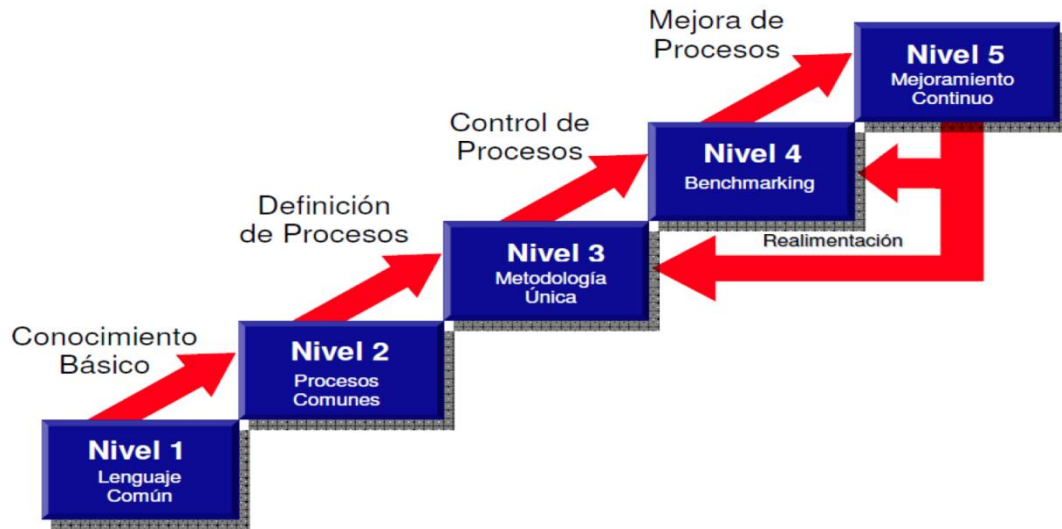 Mejora de
Procesos
Nivel 5
Mejoramiento
Continuo
Control de
Procesos
Nivel 4
Benchmarking
Definición
de Procesos
Nivel 3
Metodología
Única
Realimentación
Conocimiento
Básico
Nivel 2
Procesos
Comunes
Nivel 1
Lenguaje
Común